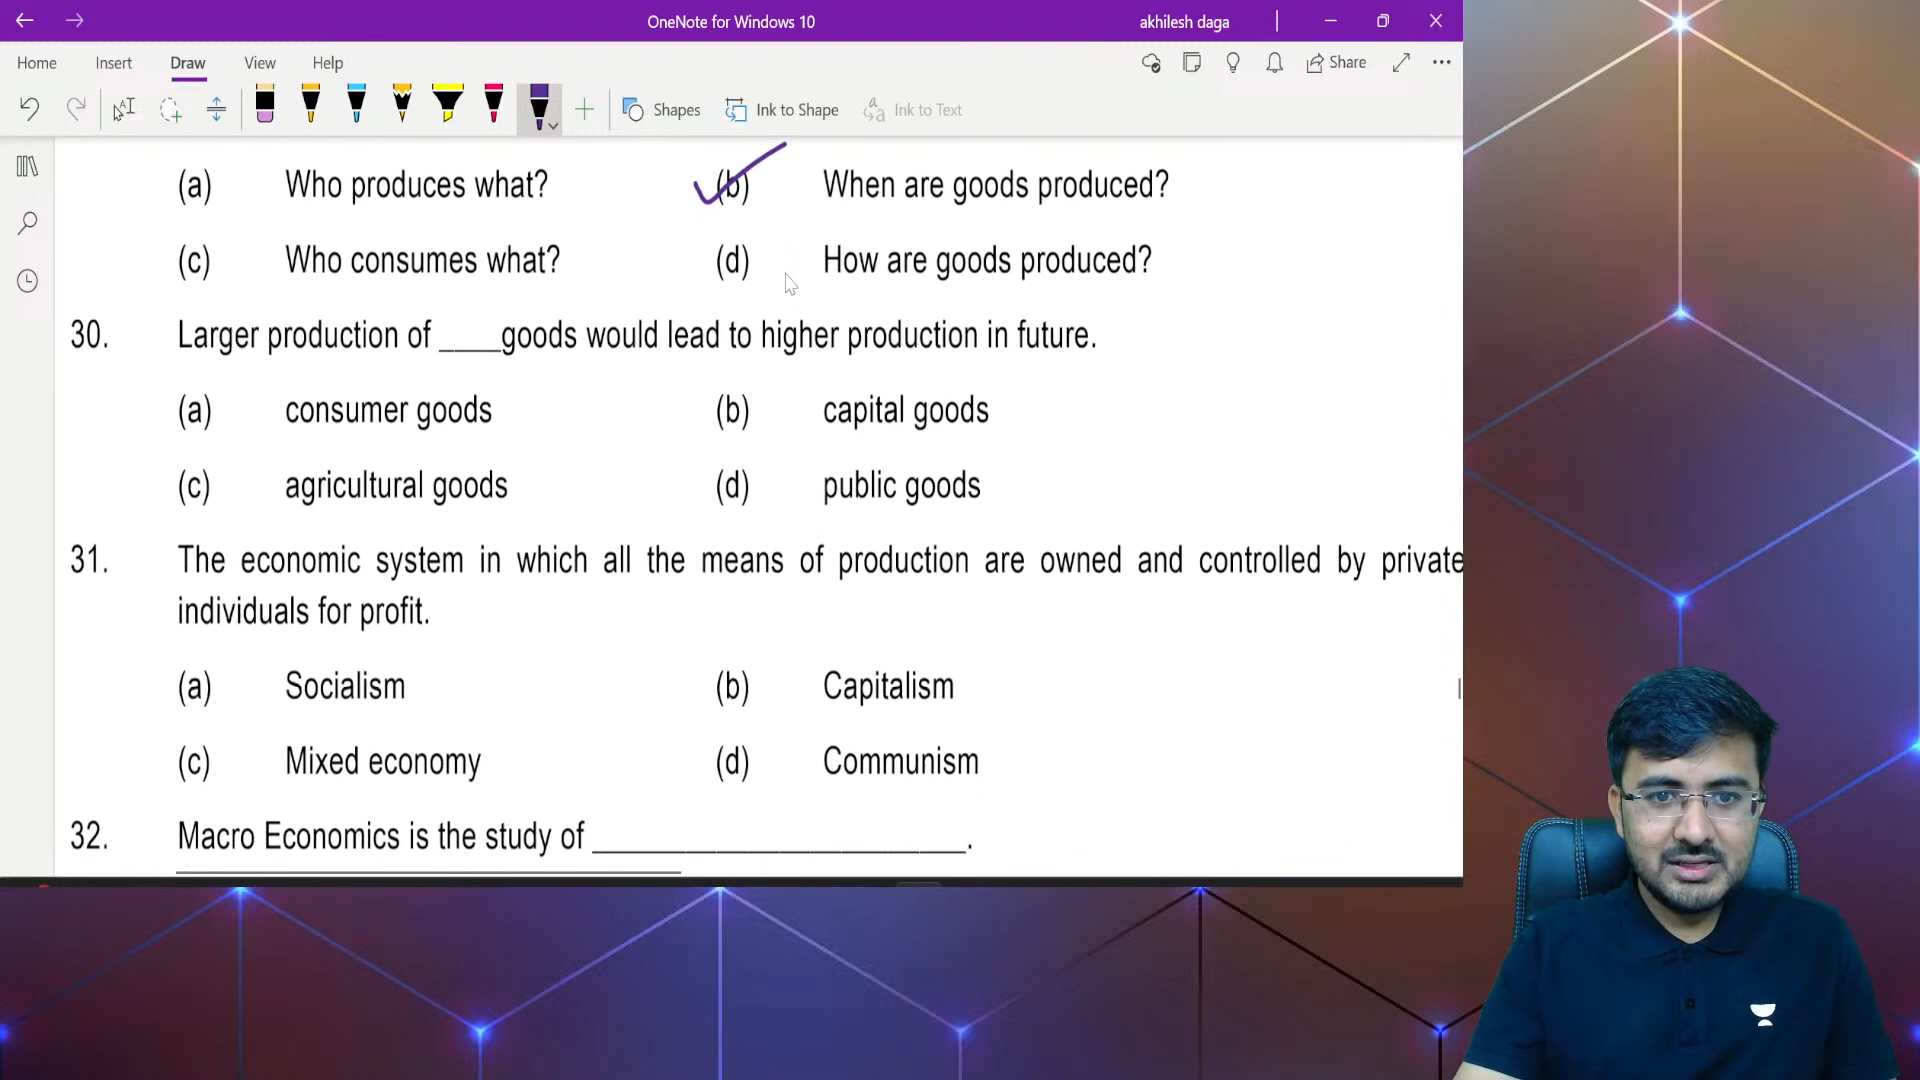 OneNote for Windows 10
akhilesh daga
Home Insert Draw View Help
Share
Shapes Ink to Shape Ink to Text
(a) Who produces what? (b) When are goods produced?
(c) Who consumes what? (d) How are goods produced?
30. Larger production of ____goods would lead to higher production in future.
(a) consumer goods (b) capital goods
(c) agricultural goods (d) public goods
31. The economic system in which all the means of production are owned and controlled by private
individuals for profit.
(a) Socialism (b) Capitalism
(c) Mixed economy (d) Communism
32. Macro Economics is the study of ________________________.